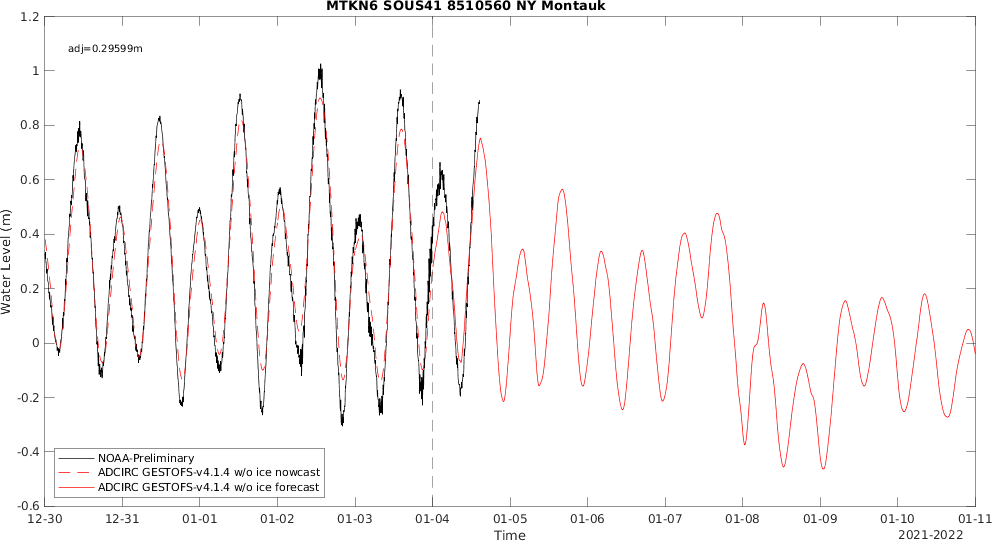 MTKN6 SOUS41 8510560 NY Montauk
1.2
adj=0.29599m
1
0.8
0.6
0.4
0.2
0
-0.2
-0.4
-0.6
Water Level (m)
NOAA-Preliminary
ADCIRC GESTOFS-v4.1.4 w/o ice nowcast
ADCIRC GESTOFS-v4.1.4 w/o ice forecast
12-30 12-31 01-01 01-02 01-03 01-04 01-05 01-06 01-07 01-08 01-09 01-10 01-11
Time
2021-2022